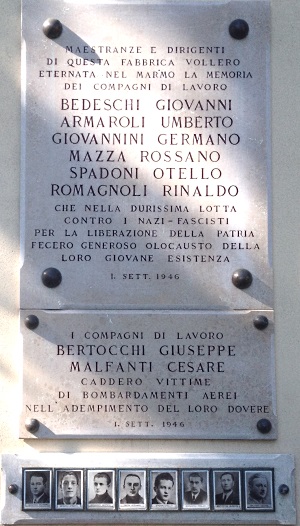 MAESTRANZE E DIRIGENTI
DI QUESTA FABBRICA VOLLERO
ETERNATA NEL MARMO LA MEMORIA
DEI COMPAGNI DI LAVORO
BEDESCHI GIOVANNI
ARMAROLI UMBERTO
GIOVANNINI GERMANO
MAZZA ROSSANO
SPADONI OTELLO
ROMAGNOLI RINALDO
CHE NELLA DURISSIMA LOTTA
CONTRO I NAZI-FASCISTI
PER LA LIBERAZIONE DELLA PATRIA
FECERO GENEROSO OLOCAUSTO DELLA
LORO GIOVANE ESISTENZA
1. SETT. 1946
I COMPAGNI DI LAVORO
BERTOCCHI GIUSEPPE
MALFANTI CESARE
CADDERO VITTIME
DI BOMBARDAMENTI AEREI
NELL'ADEMPIMENTO DEL LORO DOVERE
1. SETT. 1946